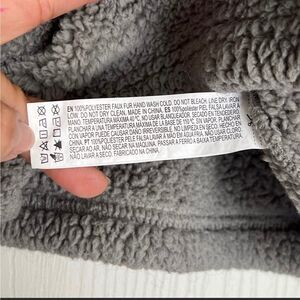 EN 100%POLYESTER FAUX FUR HAND WASH COLD. DO NOT BLEACH. LINE DRY. IRON
LOW. DO NOT DRY CLEAN. MADE IN CHINA. ES 100%poliéster PIEL FALSA LAVAR A
MANO. TEMPERATURA MÁXIMA 40 ºC. NO USAR BLANQUEADOR. SECADO EN TENDEDERO.
PLANCHAR A UNA TEMPERATURA MÁXIMA DE LA BASE DE 110 ºC. EN VAPOR. PLANCHAR
CON VAPOR PUEDE CAUSAR DAÑO IRREVERSIBLE. NO LIMPIEZA EN SECO. HECHO EN
CHINA. PT 100%POLIÉSTER PELE FALSA LAVAR À MÃO EM ÁGUA FRIA. NÃO USAR CLORO.
SECAR AO AR. NÃO SECAR NA MÁQUINA. PASSAR A FERRO A BAIXA TEMPERATURA.
NÃO LAVAR A SECO. FABRICADO NA CHINA.